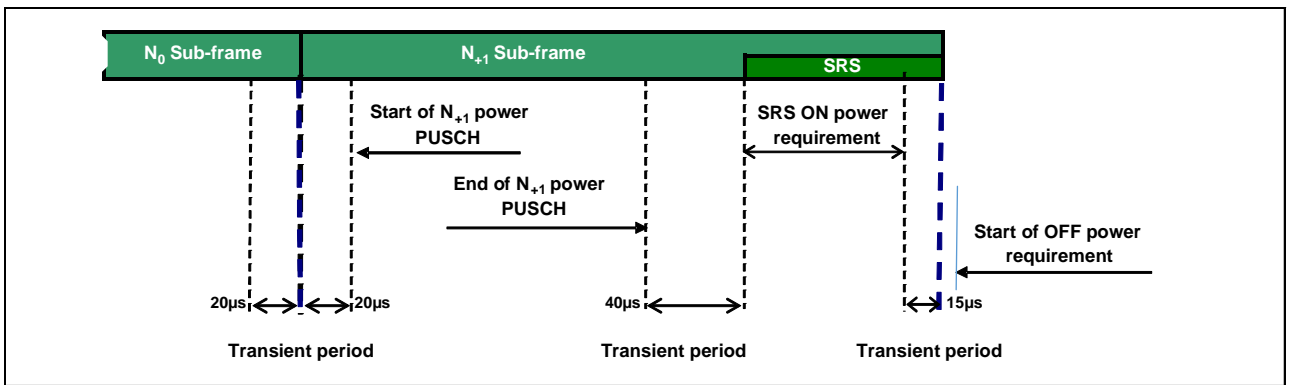 N0 Sub-frame
N+1 Sub-frame
SRS
Start of N+1 power
PUSCH
SRS ON power
requirement
End of N+1 power
PUSCH
Start of OFF power
requirement
20µs
20µs
40µs
15µs
Transient period
Transient period
Transient period